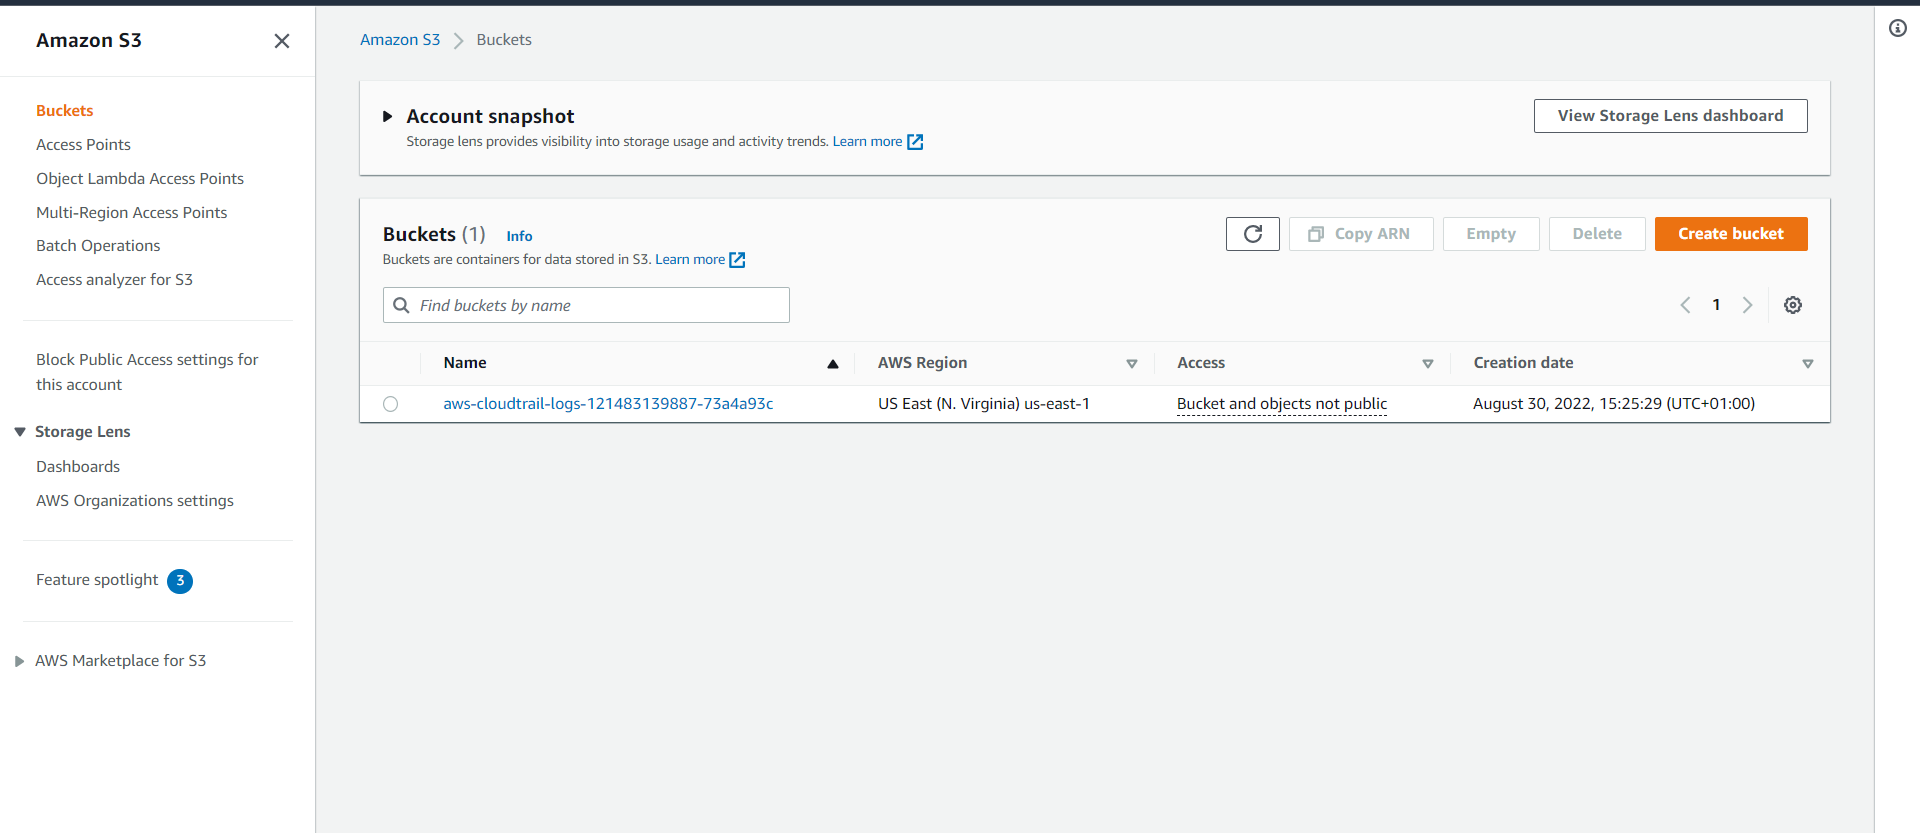 Amazon S3
Buckets
Access Points
Object Lambda Access Points
Multi-Region Access Points
Batch Operations
Access analyzer for S3
Block Public Access settings for
this account
Storage Lens
Dashboards
AWS Organizations settings
Feature spotlight 3
AWS Marketplace for S3
Amazon S3 Buckets
Account snapshot
Storage lens provides visibility into storage usage and activity trends. Learn more
View Storage Lens dashboard
Buckets (1) Info
Buckets are containers for data stored in S3. Learn more
Copy ARN Empty Delete Create bucket
Find buckets by name
1
Name AWS Region Access Creation date
aws-cloudtrail-logs-121483139887-73a4a93c US East (N. Virginia) us-east-1 Bucket and objects not public August 30, 2022, 15:25:29 (UTC+01:00)